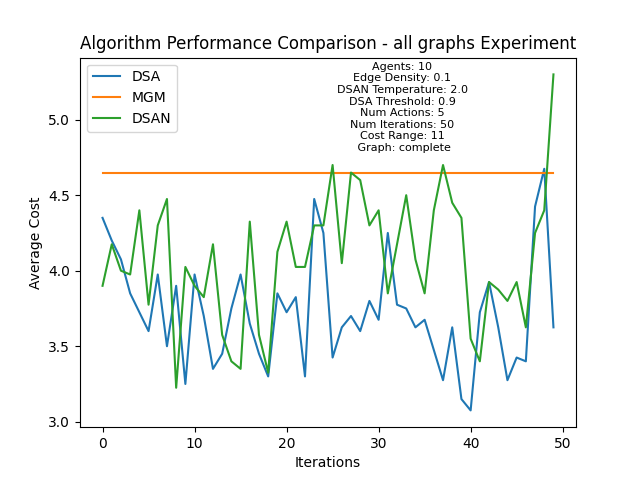 Algorithm Performance Comparison - all graphs Experiment
DSA
MGM
DSAN
Agents: 10
Edge Density: 0.1
DSAN Temperature: 2.0
DSA Threshold: 0.9
Num Actions: 5
Num Iterations: 50
Cost Range: 11
Graph: complete
Average Cost
5.0
4.5
4.0
3.5
3.0
0 10 20 30 40 50
Iterations